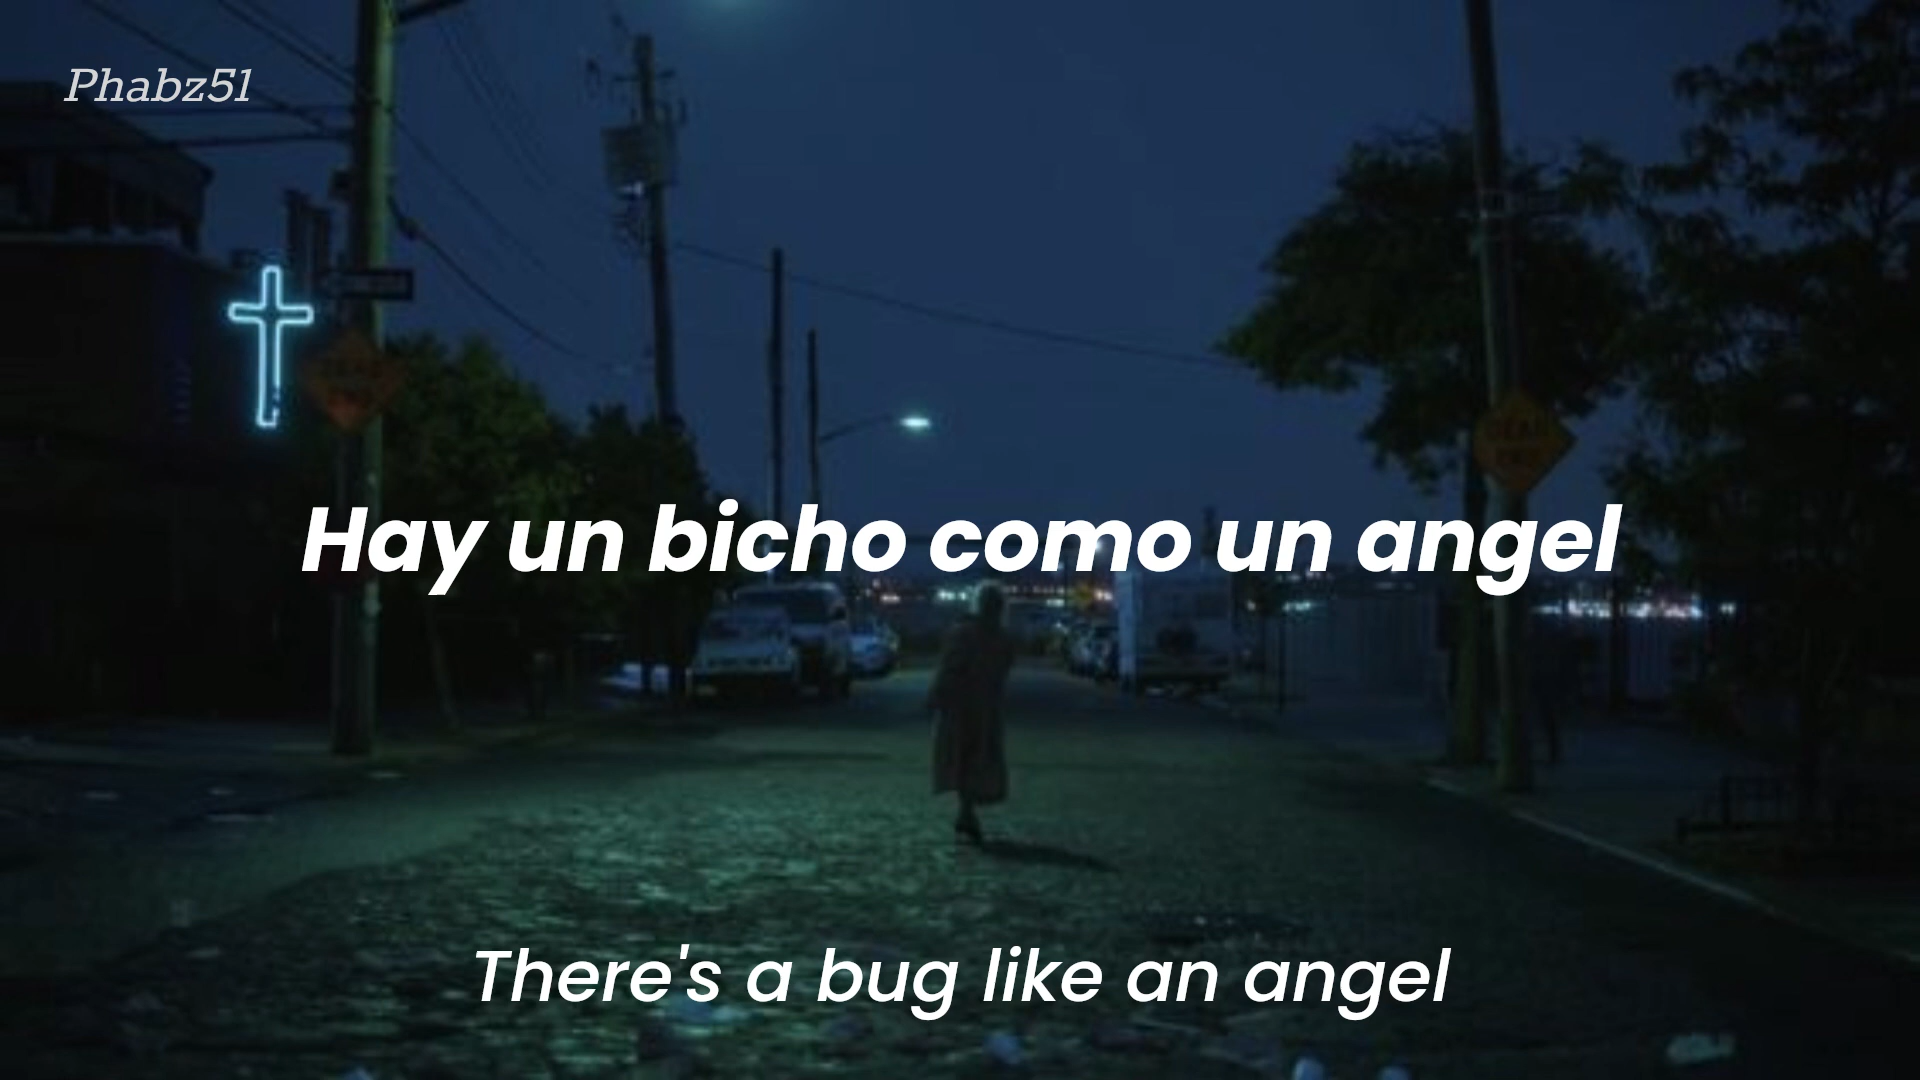 Phabz51
Hay un bicho como un angel
There's a bug like an angel